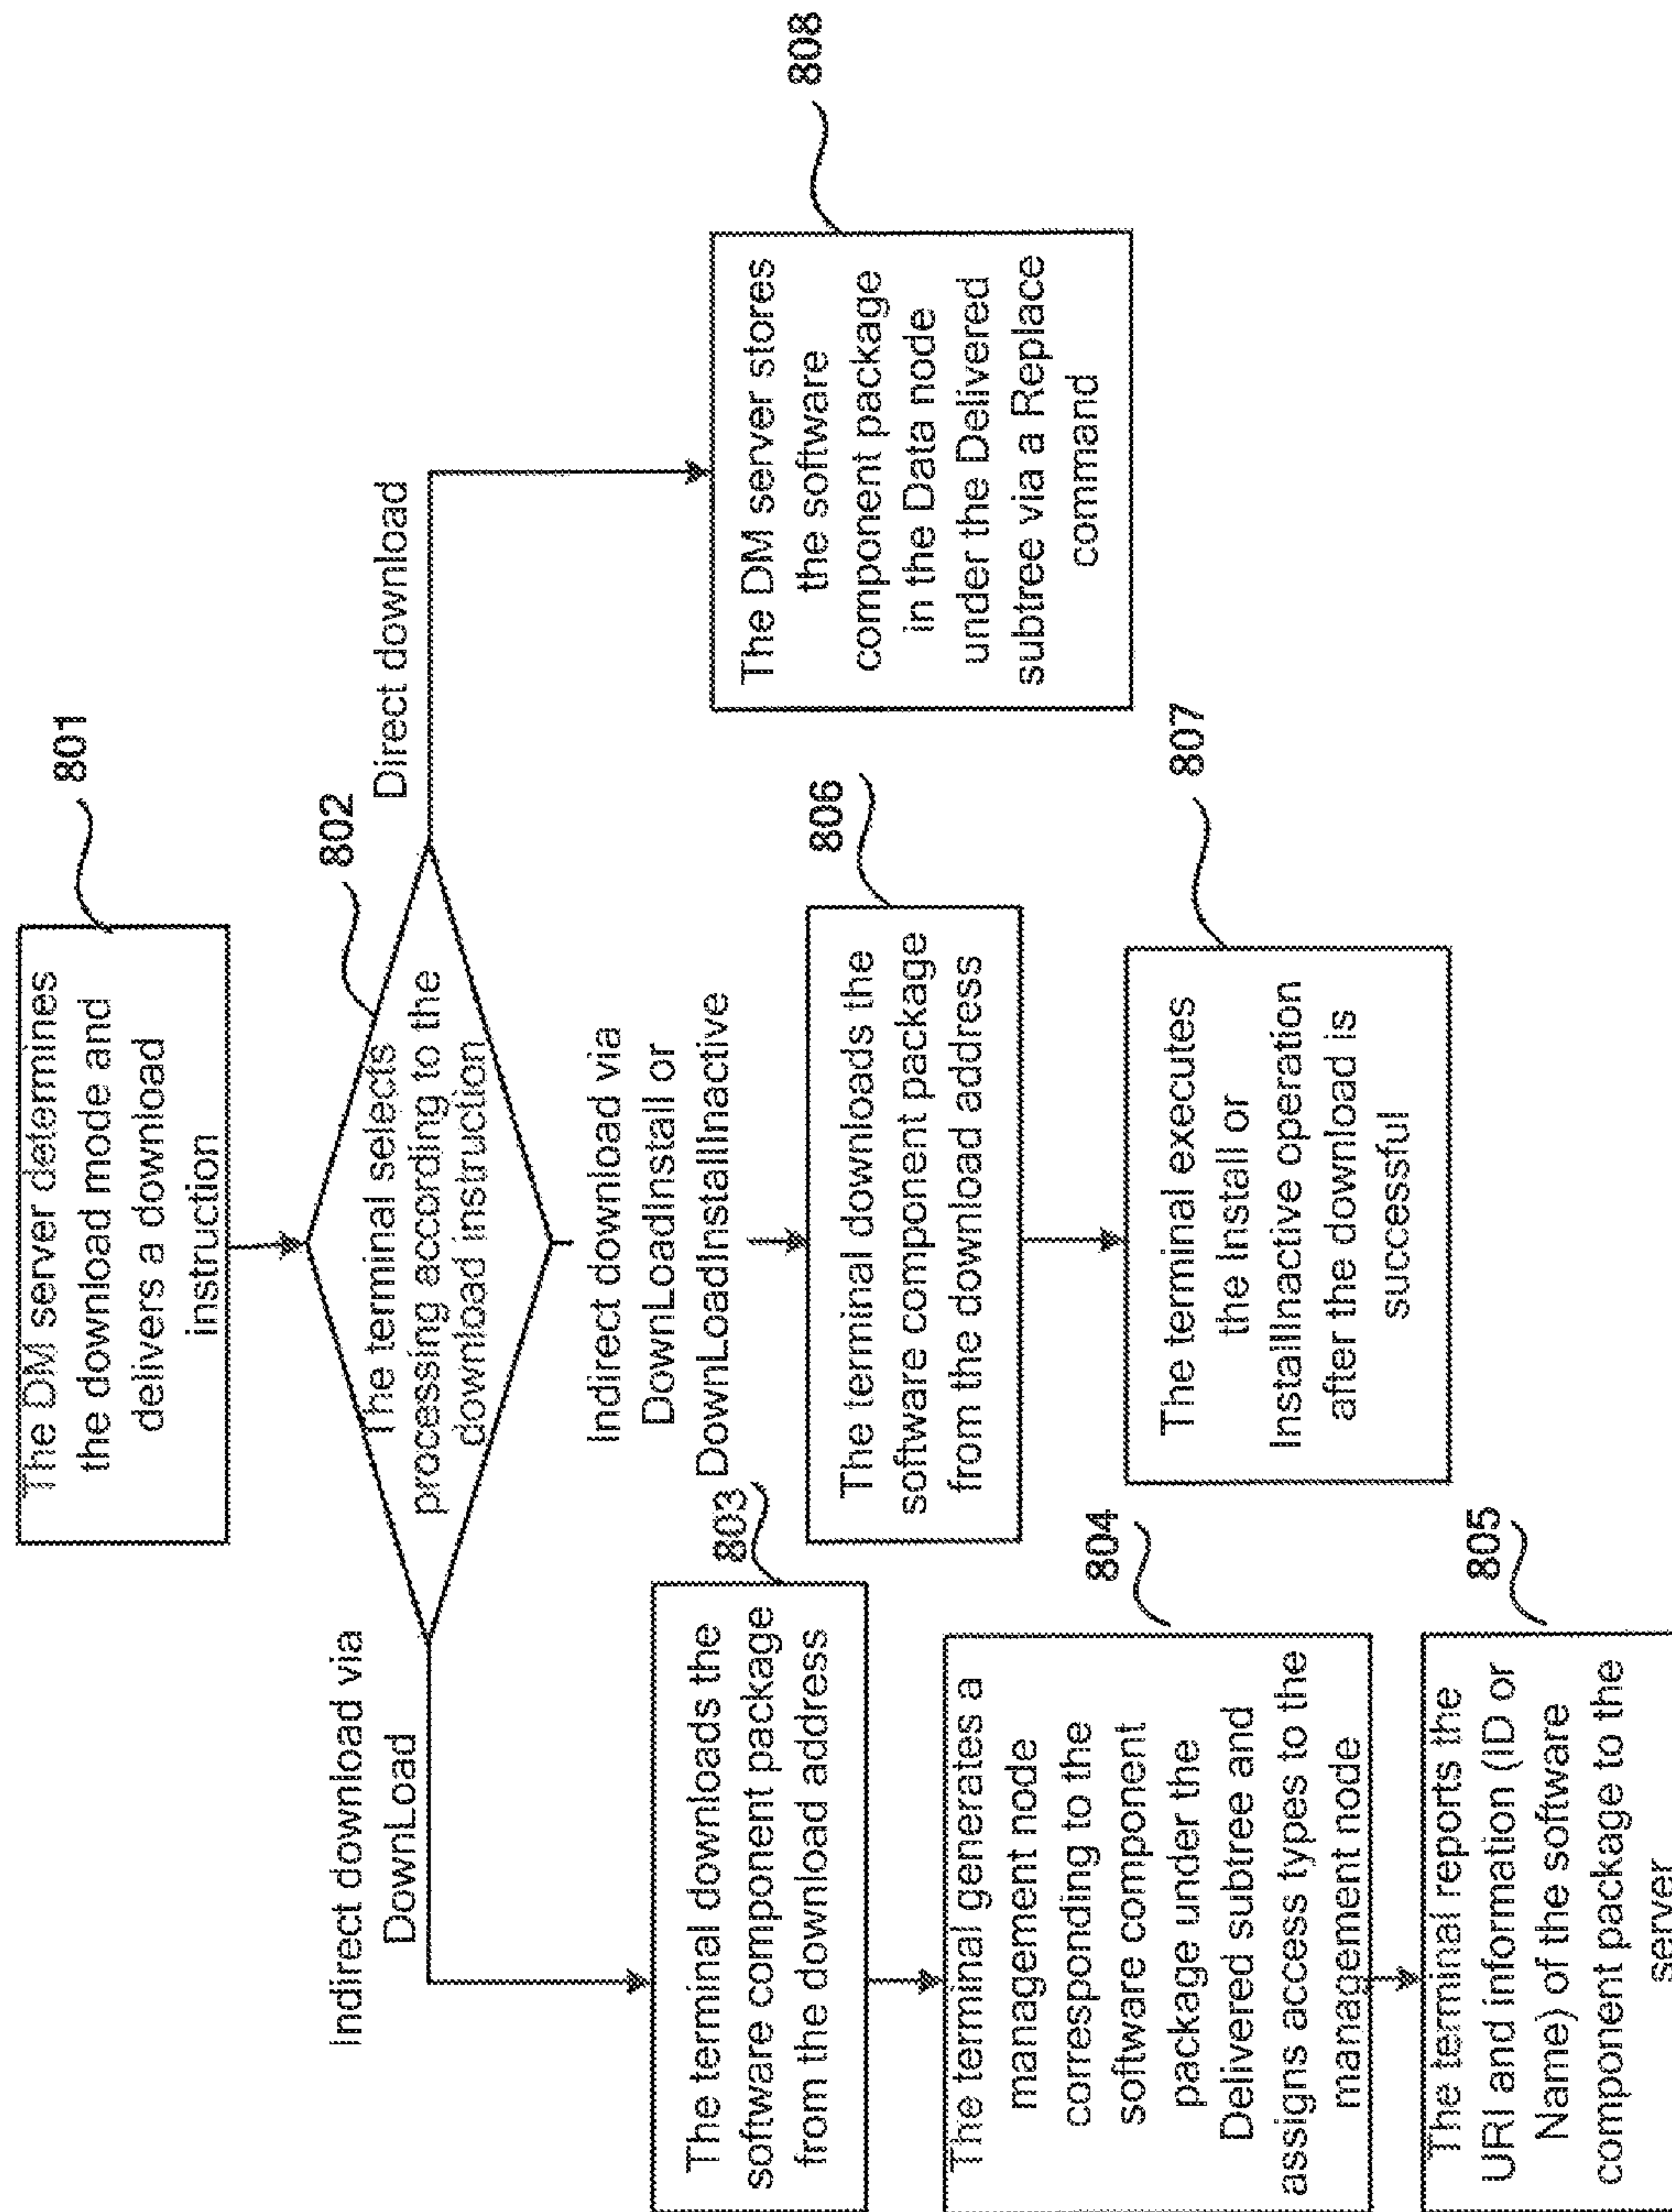 The DM server determines
the download mode and
delivers a download
instruction
801
The terminal selects
processing according to the
download instruction
802
Indirect download via
DownLoad
Indirect download via
DownLoadInstall or
DownLoadInstallInactive
Direct download
The terminal downloads the
software component package
from the download address
803
The terminal generates a
management node
corresponding to the
software component
package under the
Delivered subtree and
assigns access types to the
management node
804
The terminal reports the
URI and information (ID or
Name) of the software
component package to the
server
805
The terminal downloads the
software component package
from the download address
806
The terminal executes
the Install or
InstallInactive operation
after the download is
successful
807
The DM server stores
the software
component package
in the Data node
under the Delivered
subtree via a Replace
command
808